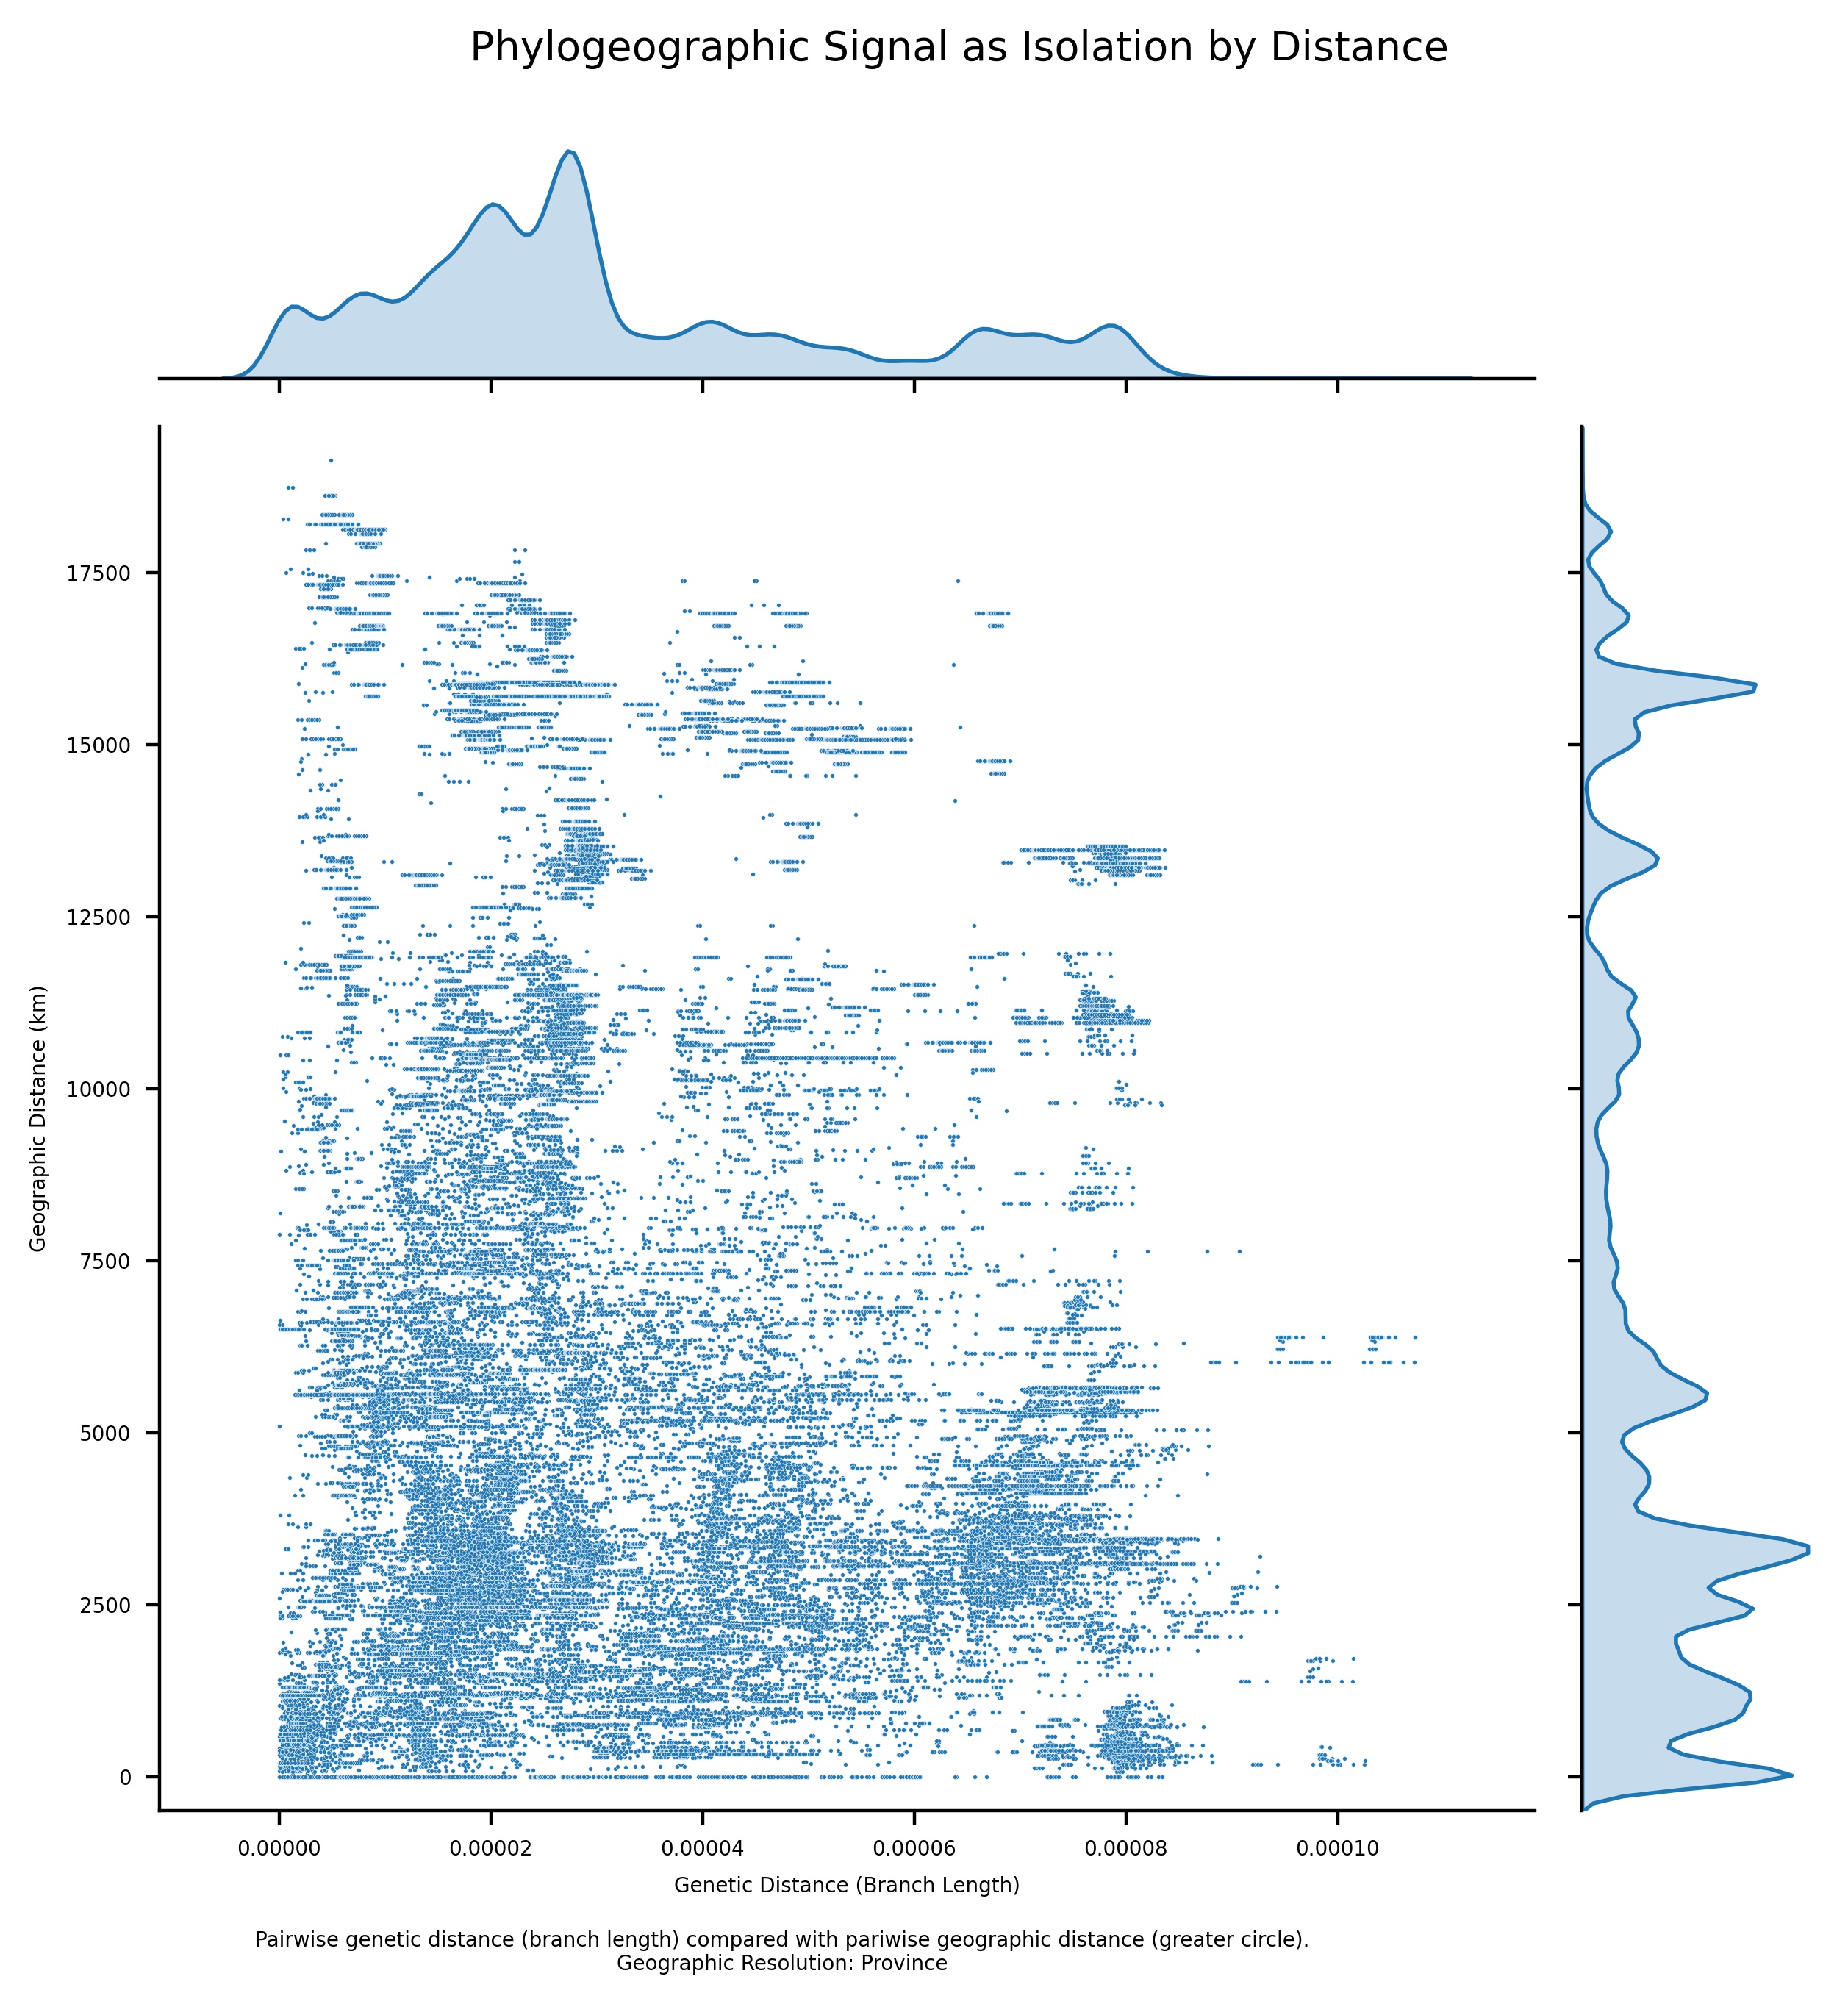 Phylogeographic Signal as Isolation by Distance
17500
15000
12500
10000
7500
5000
2500
0
Geographic Distance (km)
0.00000 0.00002 0.00004 0.00006 0.00008 0.00010
Genetic Distance (Branch Length)
Pairwise genetic distance (branch length) compared with pariwise geographic distance (greater circle).
Geographic Resolution: Province